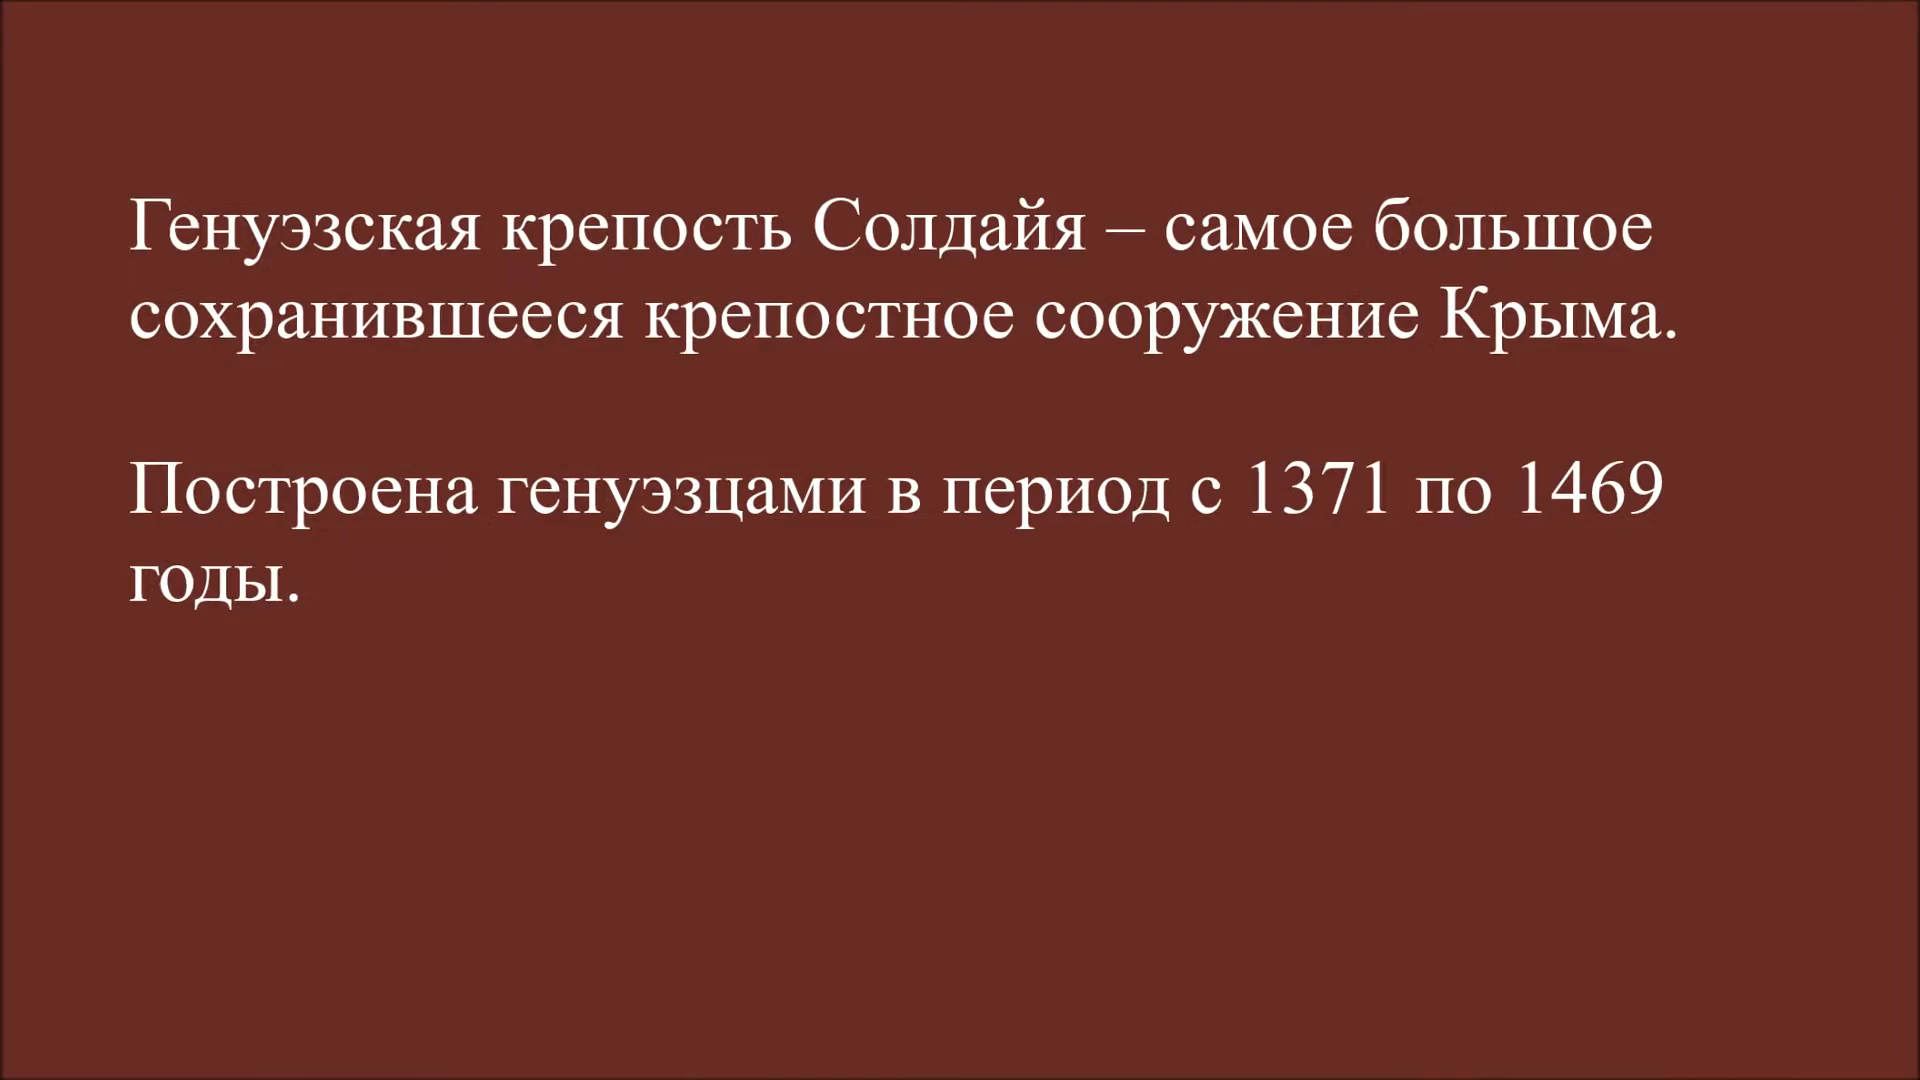 Генуэзская крепость Солдайя – самое большое
сохранившееся крепостное сооружение Крыма.
Построена генуэзцами в период с 1371 по 1469
годы.